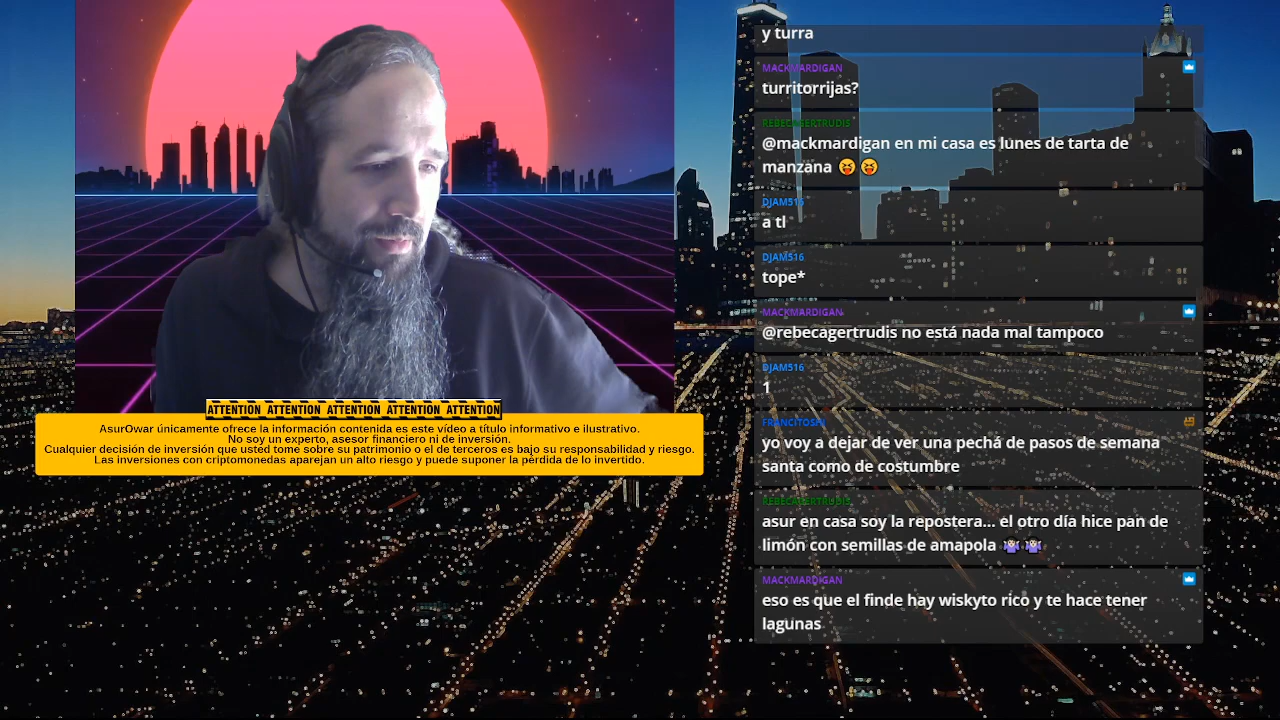 y turra
MACKMARDIGAN
turritorrijas?
REBECAGERTRUDIS
@mackmardigan en mi casa es lunes de tarta de
manzana 😝 😝
DJAM516
a tl
DJAM516
tope*
MACKMARDIGAN
@rebecagertrudis no está nada mal tampoco
DJAM516
1
FRANCITOSHI
yo voy a dejar de ver una pechá de pasos de semana
santa como de costumbre
REBECAGERTRUDIS
asur en casa soy la repostera... el otro día hice pan de
limón con semillas de amapola 🤷🏻‍♀️ 🤷🏻‍♀️
MACKMARDIGAN
eso es que el finde hay wiskyto rico y te hace tener
lagunas
ATTENTION ATTENTION ATTENTION ATTENTION ATTENTION
AsurOwar únicamente ofrece la información contenida es este vídeo a título informativo e ilustrativo.
No soy un experto, asesor financiero ni de inversión.
Cualquier decisión de inversión que usted tome sobre su patrimonio o el de terceros es bajo su responsabilidad y riesgo.
Las inversiones con criptomonedas aparejan un alto riesgo y puede suponer la pérdida de lo invertido.